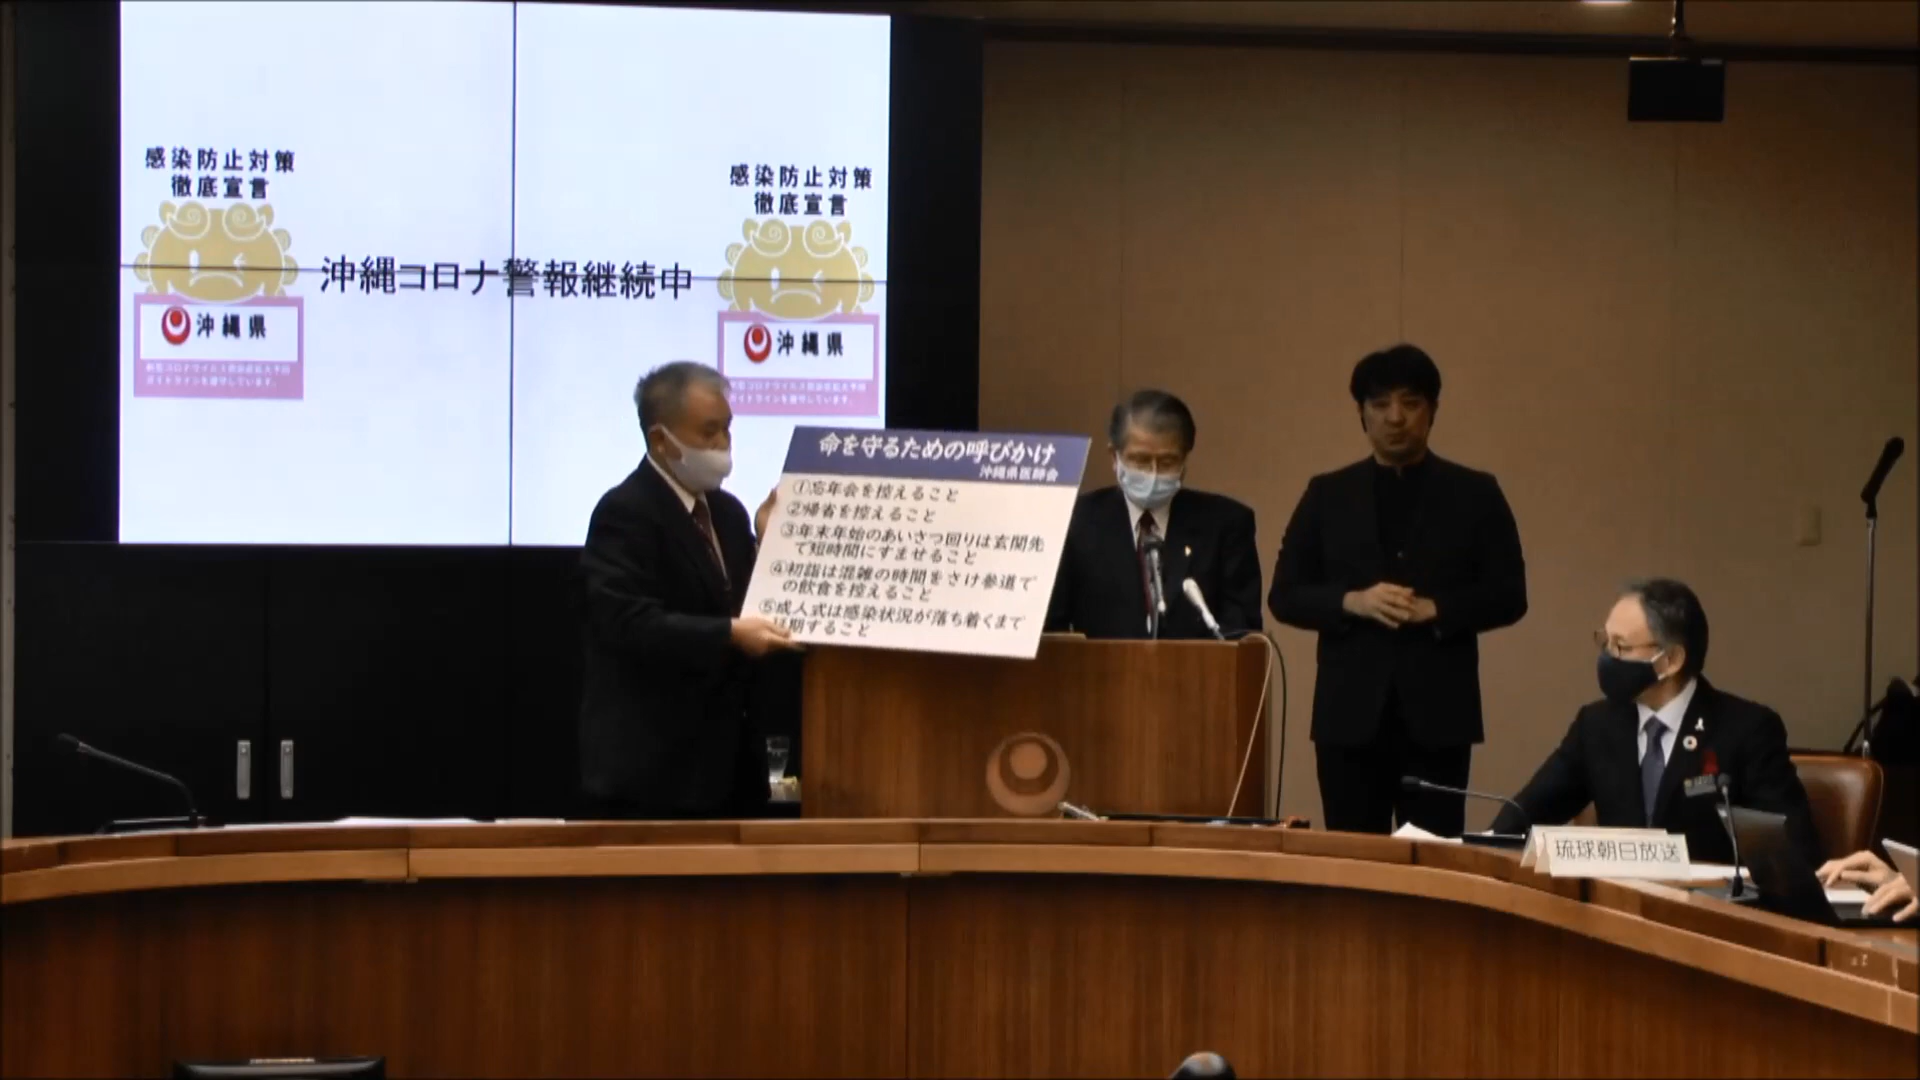 感染防止対策
徹底宣言
沖縄県
沖縄コロナ警報継続中
感染防止対策
徹底宣言
沖縄県
命を守るための呼びかけ
沖縄県医師会
①忘年会を控えること
②帰省を控えること
③年末年始のあいさつ回りは玄関先
で短時間にすませること
④初詣は混雑の時間をさけ参道で
の飲食を控えること
⑤成人式は感染状況が落ち着くまで
延期すること
琉球朝日放送